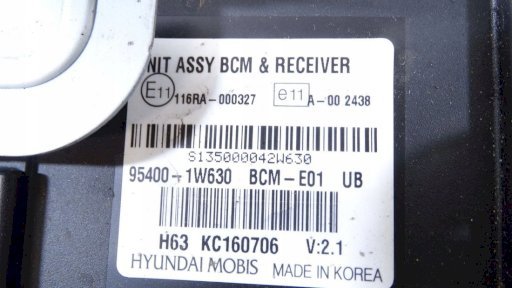 NIT ASSY BCM & RECEIVER
E11 116RA-000327 e11 A-00 2438
S135000042W630
95400-1W630 BCM-E01 UB
H63 KC160706 V:2.1
HYUNDAI MOBIS MADE IN KOREA